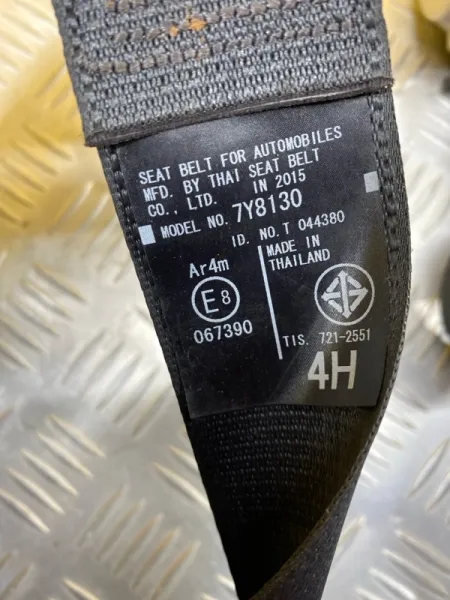 SEAT BELT FOR AUTOMOBILES
MFD. BY THAI SEAT BELT
CO., LTD. IN 2015
MODEL NO. 7Y8130
ID. NO. T 044380
Ar4m
E8
067390
MADE IN
THAILAND
TIS. 721-2551
4H